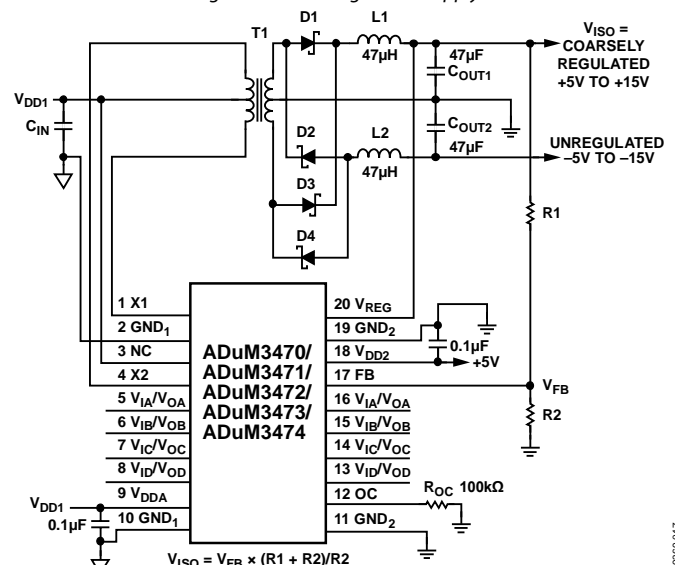 T1
D1
L1
47µH
47µF
C_OUT1
V_ISO =
COARSELY
REGULATED
+5V TO +15V
V_DD1
C_IN
D2
L2
47µH
C_OUT2
47µF
UNREGULATED
–5V TO –15V
D3
D4
R1
1 X1
2 GND₁
3 NC
4 X2
5 V_IA/V_OA
6 V_IB/V_OB
7 V_IC/V_OC
8 V_ID/V_OD
9 V_DDA
10 GND₁
ADuM3470/
ADuM3471/
ADuM3472/
ADuM3473/
ADuM3474
20 V_REG
19 GND₂
18 V_DD2
17 FB
16 V_IA/V_OA
15 V_IB/V_OB
14 V_IC/V_OC
13 V_ID/V_OD
12 OC
11 GND₂
0.1µF
+5V
V_FB
R2
R_OC 100kΩ
V_DD1
0.1µF
V_ISO = V_FB × (R1 + R2)/R2